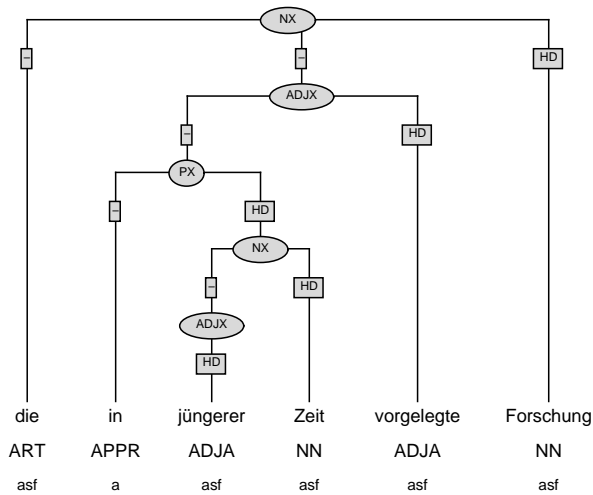 NX
– – HD
ADJX
– HD
PX
– HD
NX
– HD
ADJX
HD
die in jüngerer Zeit vorgelegte Forschung
ART APPR ADJA NN ADJA NN
asf a asf asf asf asf